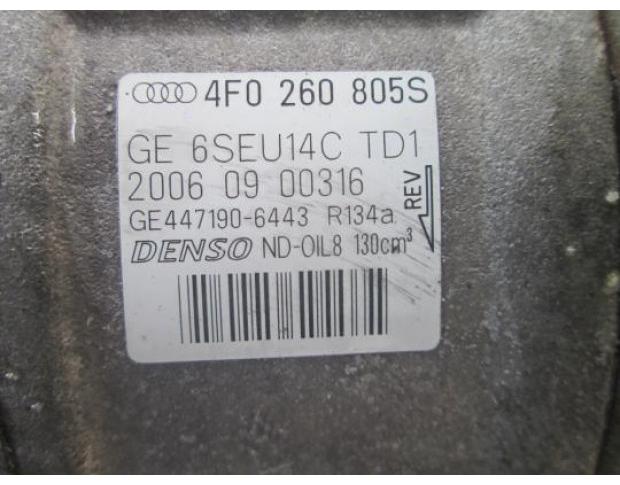 4F0 260 805S
GE 6SEU14C TD1
2006 09 00316
GE447190-6443 R134a
REV
DENSO ND-OIL8 130cm³